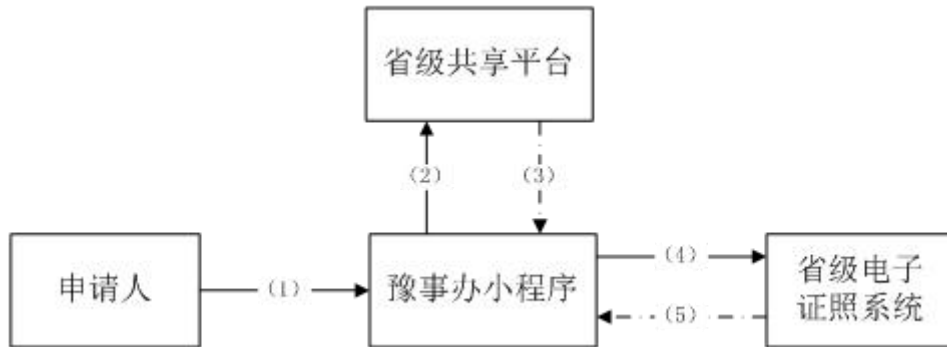 省级共享平台
（2）
（3）
申请人
（1）
豫事办小程序
（4）
（5）
省级电子
证照系统